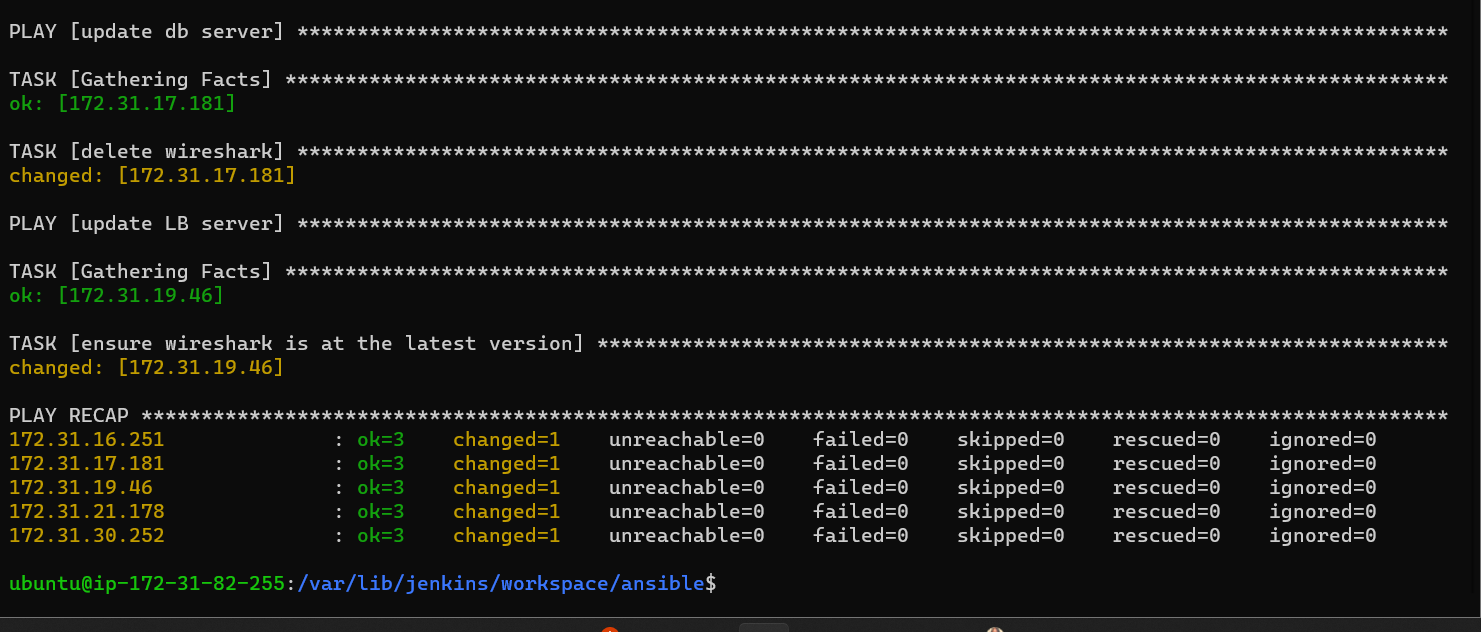 PLAY [update db server] ************************************************************************************************
TASK [Gathering Facts] *************************************************************************************************
ok: [172.31.17.181]
TASK [delete wireshark] ************************************************************************************************
changed: [172.31.17.181]
PLAY [update LB server] ************************************************************************************************
TASK [Gathering Facts] *************************************************************************************************
ok: [172.31.19.46]
TASK [ensure wireshark is at the latest version] ***********************************************************************
changed: [172.31.19.46]
PLAY RECAP *************************************************************************************************************
172.31.16.251              : ok=3    changed=1    unreachable=0    failed=0    skipped=0    rescued=0    ignored=0
172.31.17.181              : ok=3    changed=1    unreachable=0    failed=0    skipped=0    rescued=0    ignored=0
172.31.19.46               : ok=3    changed=1    unreachable=0    failed=0    skipped=0    rescued=0    ignored=0
172.31.21.178              : ok=3    changed=1    unreachable=0    failed=0    skipped=0    rescued=0    ignored=0
172.31.30.252              : ok=3    changed=1    unreachable=0    failed=0    skipped=0    rescued=0    ignored=0
ubuntu@ip-172-31-82-255:/var/lib/jenkins/workspace/ansible$